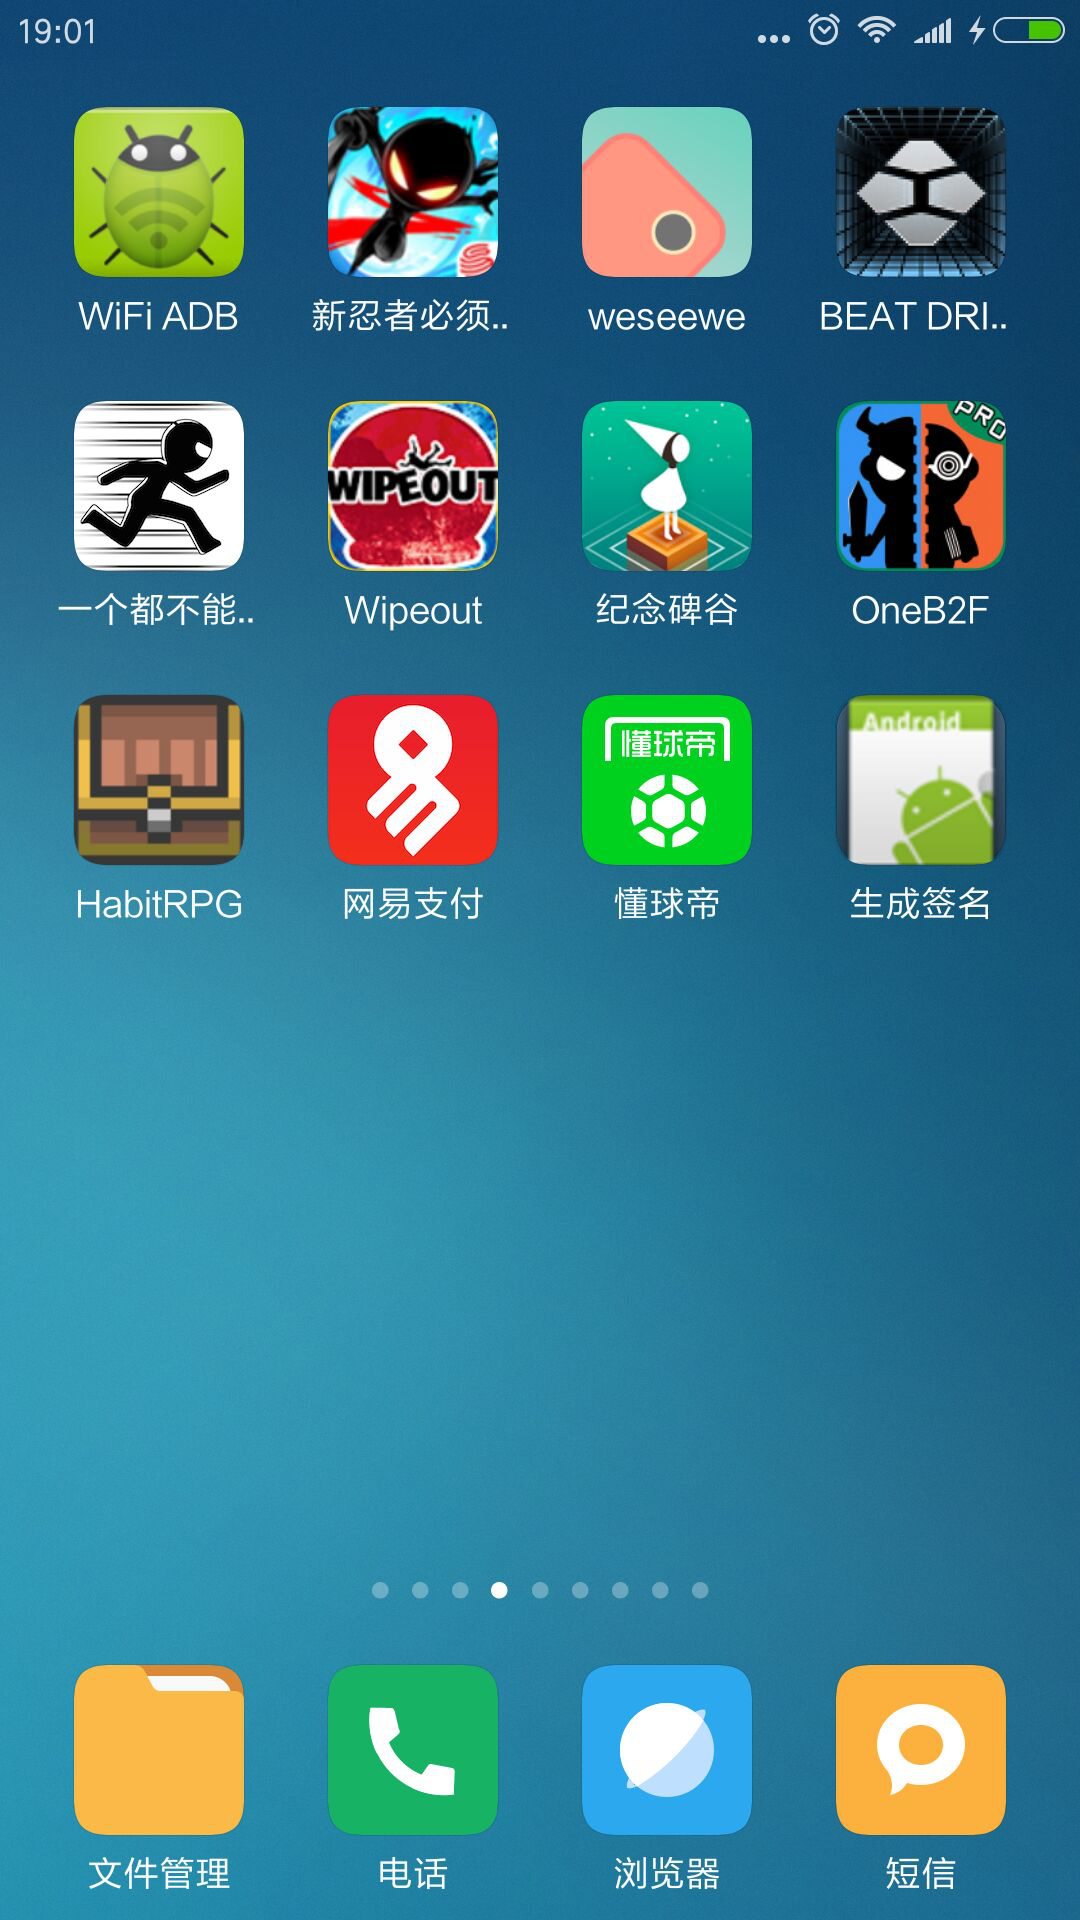 19:01
WiFi ADB
新忍者必须..
weseewe
BEAT DRI..
PRO
WIPEOUT
一个都不能..
Wipeout
纪念碑谷
OneB2F
懂球帝
Android
HabitRPG
网易支付
懂球帝
生成签名
文件管理
电话
浏览器
短信